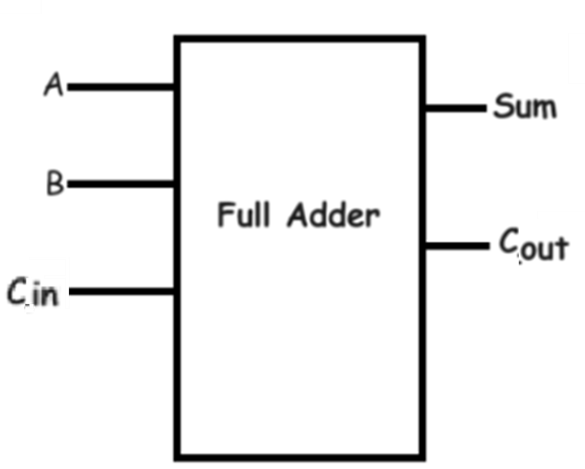 A
Sum
B
Full Adder
Cout
Cin